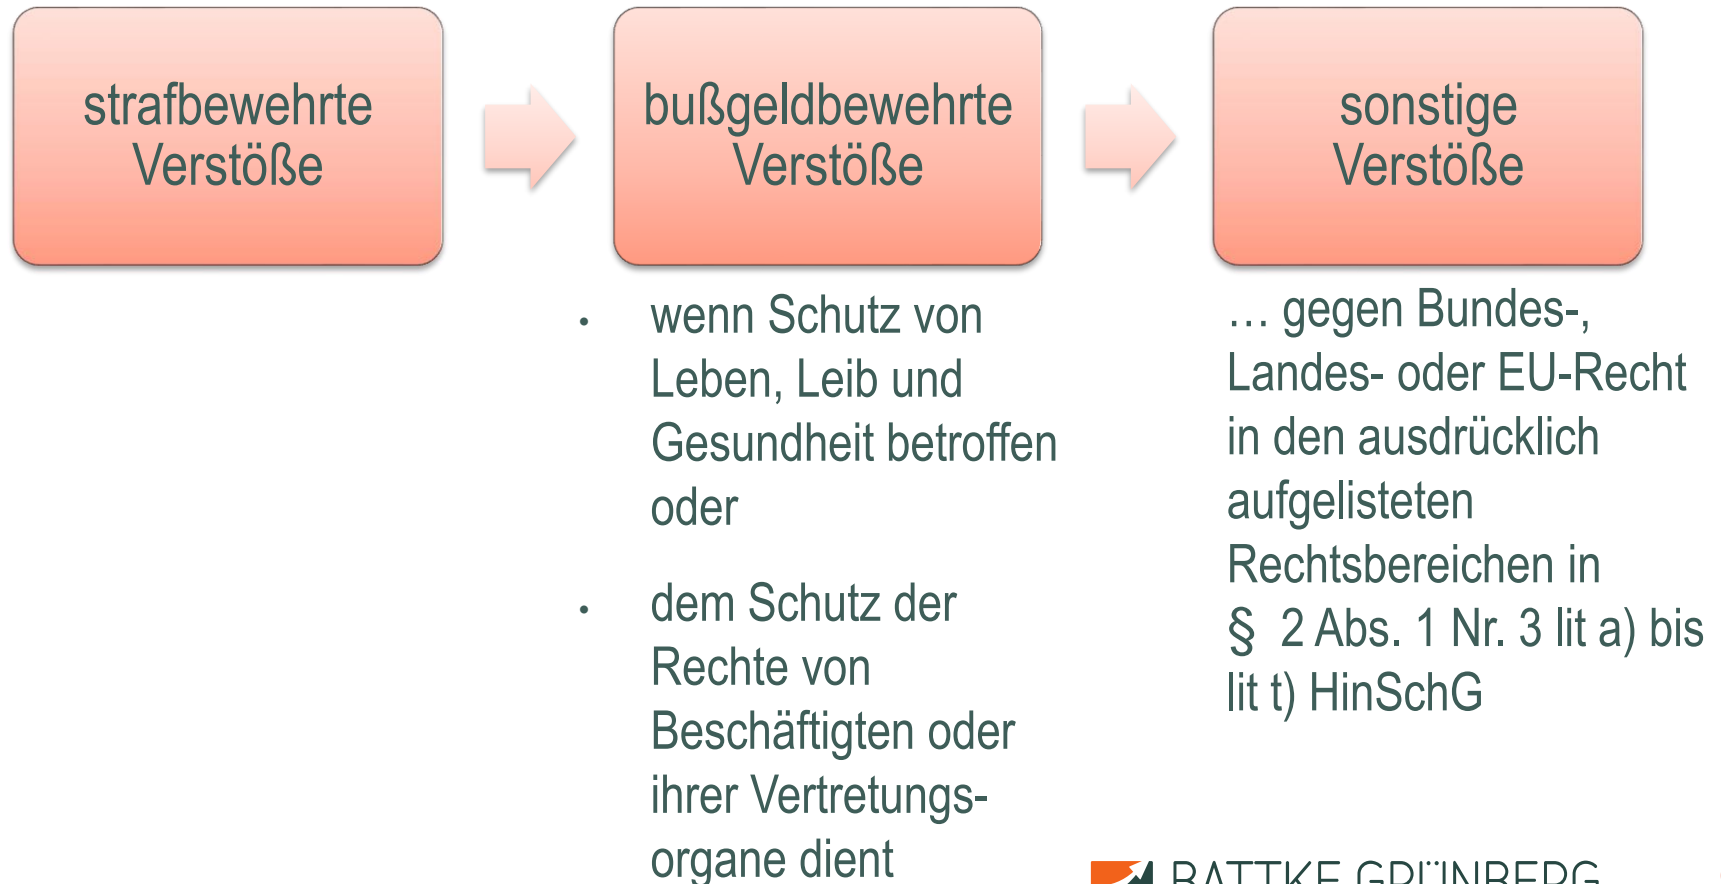 strafbewehrte
Verstöße
bußgeldbewehrte
Verstöße
sonstige
Verstöße
• wenn Schutz von
Leben, Leib und
Gesundheit betroffen
oder
• dem Schutz der
Rechte von
Beschäftigten oder
ihrer Vertretungs-
organe dient
… gegen Bundes-,
Landes- oder EU-Recht
in den ausdrücklich
aufgelisteten
Rechtsbereichen in
§ 2 Abs. 1 Nr. 3 lit a) bis
lit t) HinSchG
BATTKE GRÜNBERG